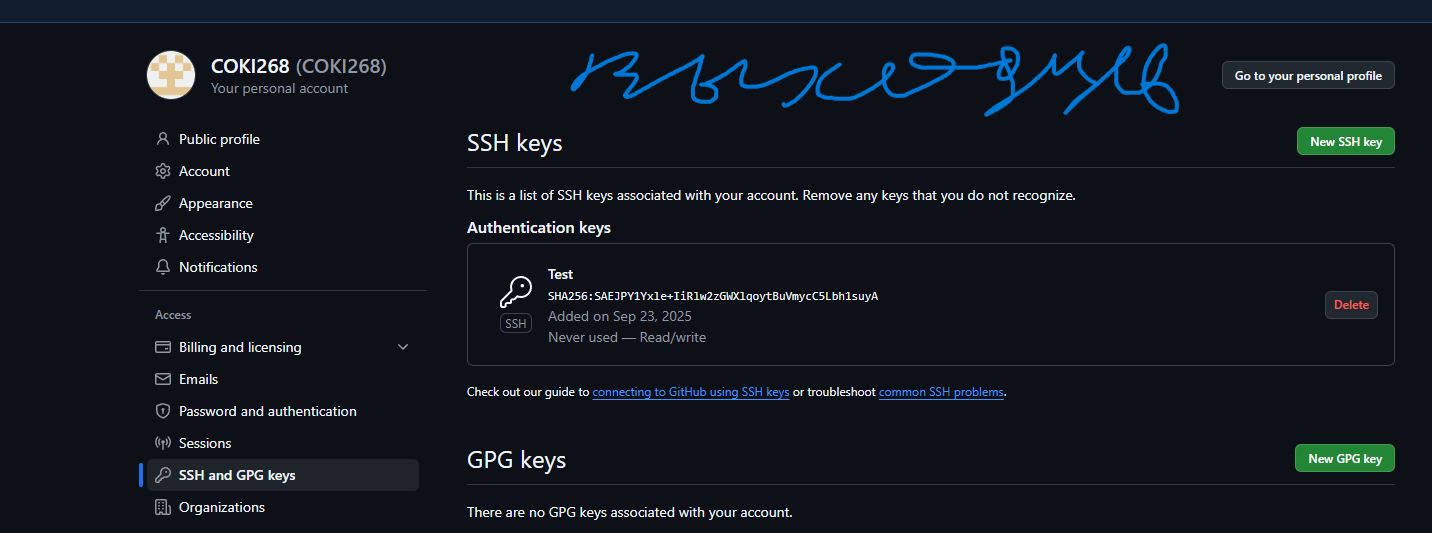 COKI268 (COKI268)
Your personal account
Go to your personal profile
Public profile
Account
Appearance
Accessibility
Notifications
Access
Billing and licensing
Emails
Password and authentication
Sessions
SSH and GPG keys
Organizations
SSH keys
New SSH key
This is a list of SSH keys associated with your account. Remove any keys that you do not recognize.
Authentication keys
Test
SHA256:SAEJPY1Yxle+IiRlw2zGWXlqoytBuVmycC5Lbh1suyA
SSH
Added on Sep 23, 2025
Never used — Read/write
Delete
Check out our guide to connecting to GitHub using SSH keys or troubleshoot common SSH problems.
GPG keys
New GPG key
There are no GPG keys associated with your account.